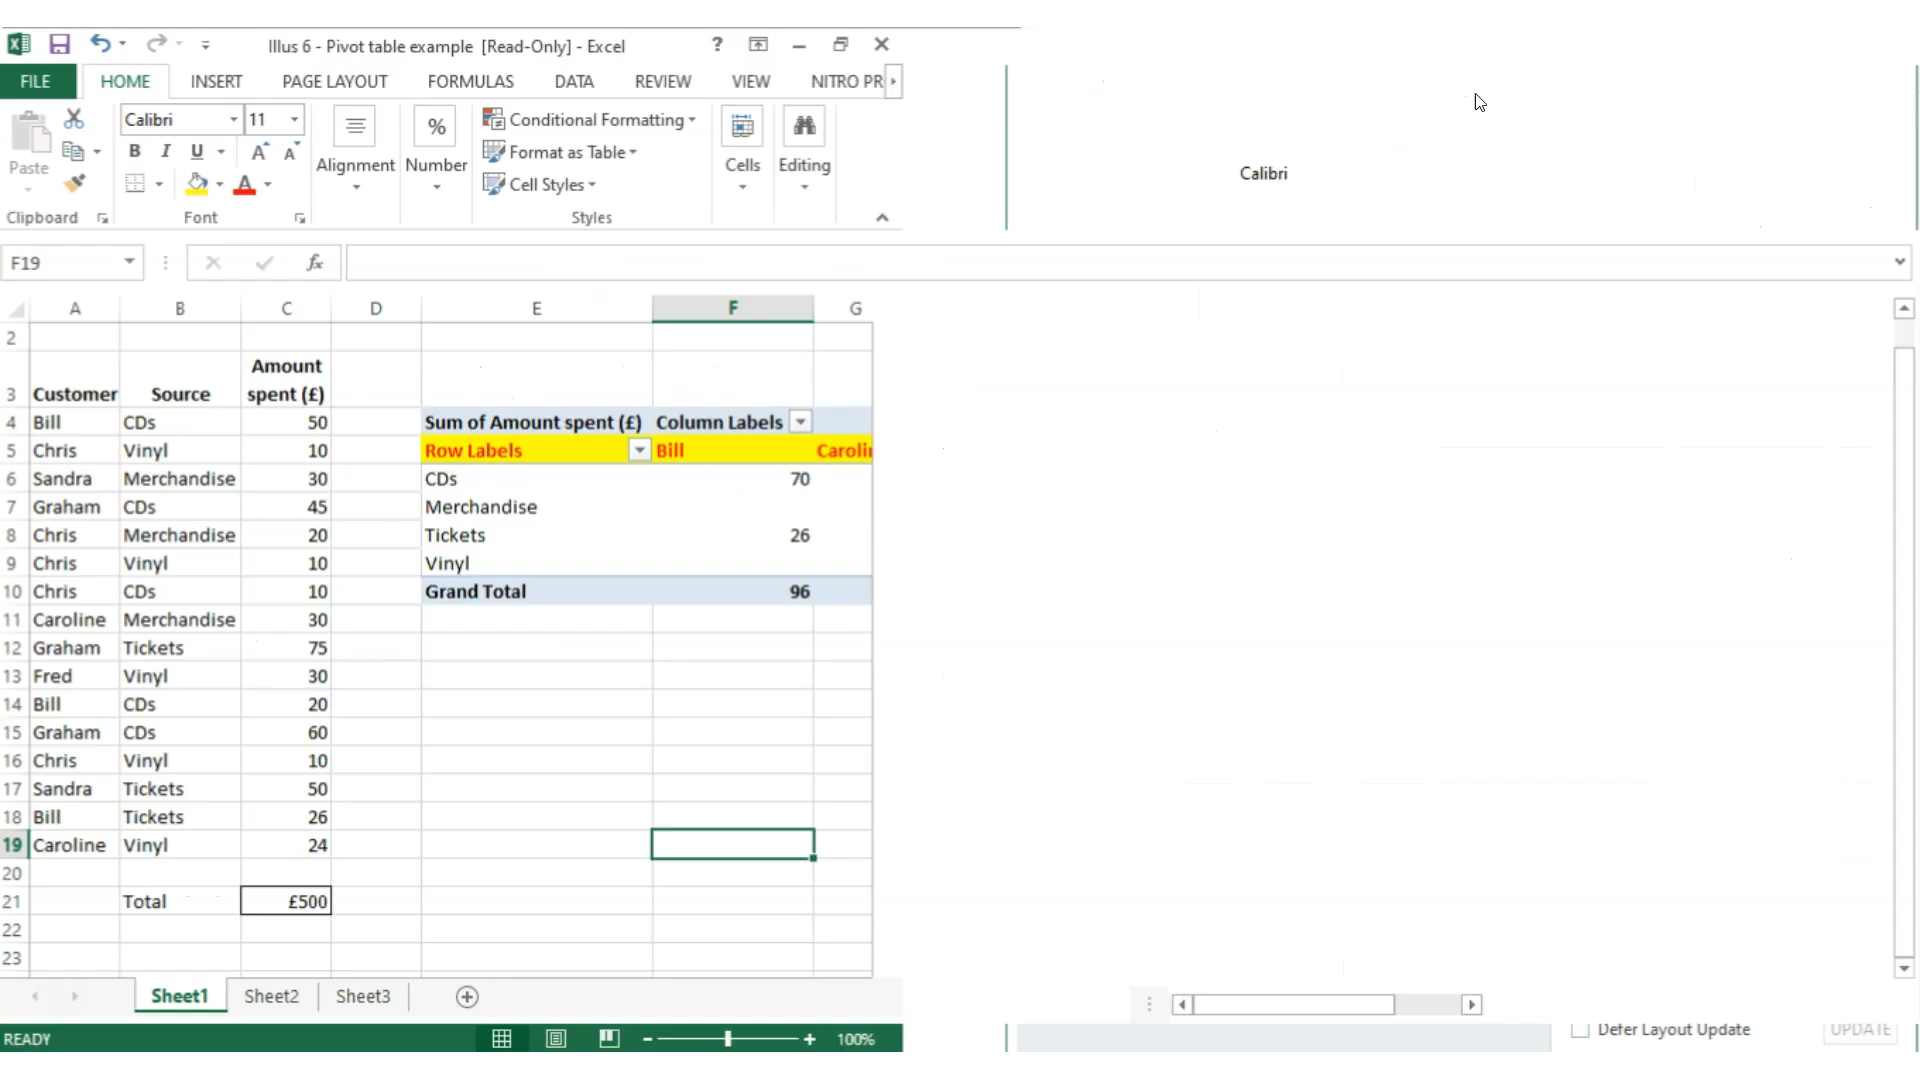 Illus 6 - Pivot table example [Read-Only] - Excel ?
FILE HOME INSERT PAGE LAYOUT FORMULAS DATA REVIEW VIEW NITRO PR
Paste Calibri 11 B I U A A A Alignment % Number Conditional Formatting Format as Table Cell Styles Cells Editing
Calibri
Clipboard Font Styles
F19 fx
A B C D E F G
2
3 Customer Source Amount spent (£)
4 Bill CDs 50 Sum of Amount spent (£) Column Labels
5 Chris Vinyl 10 Row Labels Bill Carolin
6 Sandra Merchandise 30 CDs 70
7 Graham CDs 45 Merchandise
8 Chris Merchandise 20 Tickets 26
9 Chris Vinyl 10 Vinyl
10 Chris CDs 10 Grand Total 96
11 Caroline Merchandise 30
12 Graham Tickets 75
13 Fred Vinyl 30
14 Bill CDs 20
15 Graham CDs 60
16 Chris Vinyl 10
17 Sandra Tickets 50
18 Bill Tickets 26
19 Caroline Vinyl 24
20
21 Total £500
22
23
Sheet1 Sheet2 Sheet3
READY 100% Defer Layout Update UPDATE